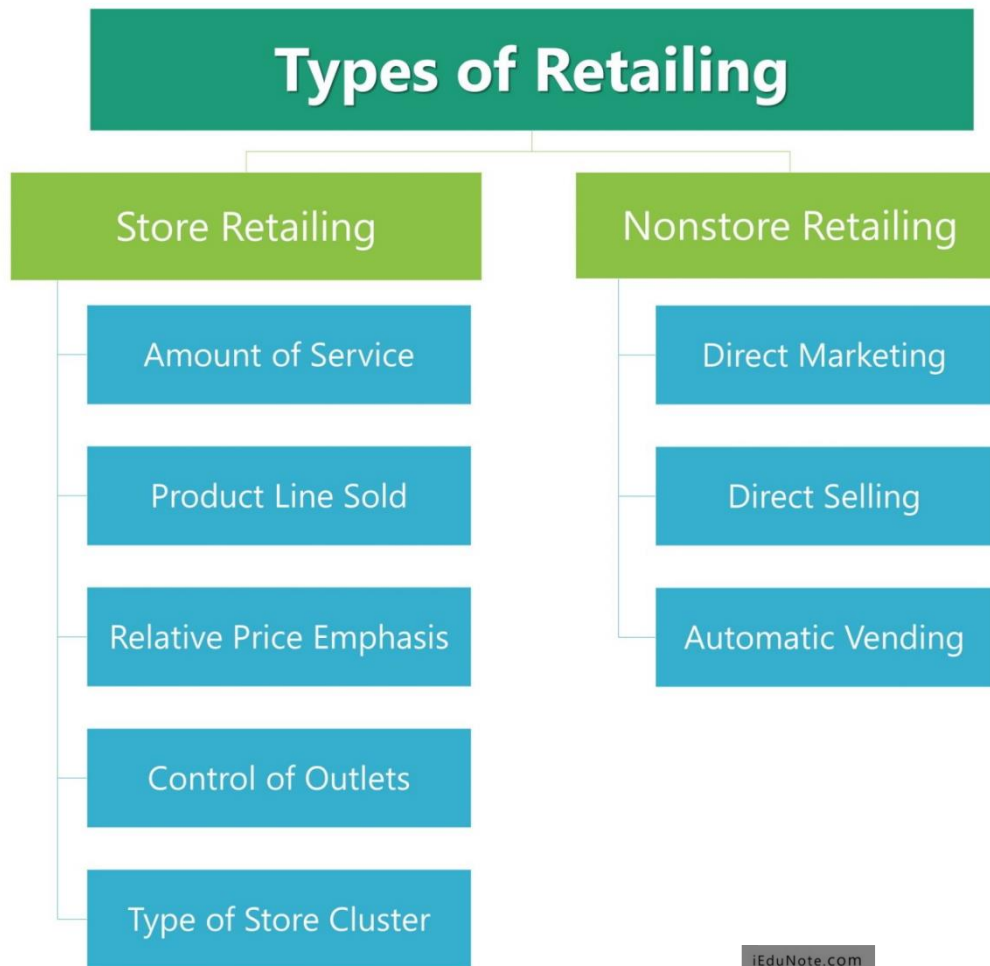 Types of Retailing
Store Retailing
Amount of Service
Product Line Sold
Relative Price Emphasis
Control of Outlets
Type of Store Cluster
Nonstore Retailing
Direct Marketing
Direct Selling
Automatic Vending
iEduNote.com